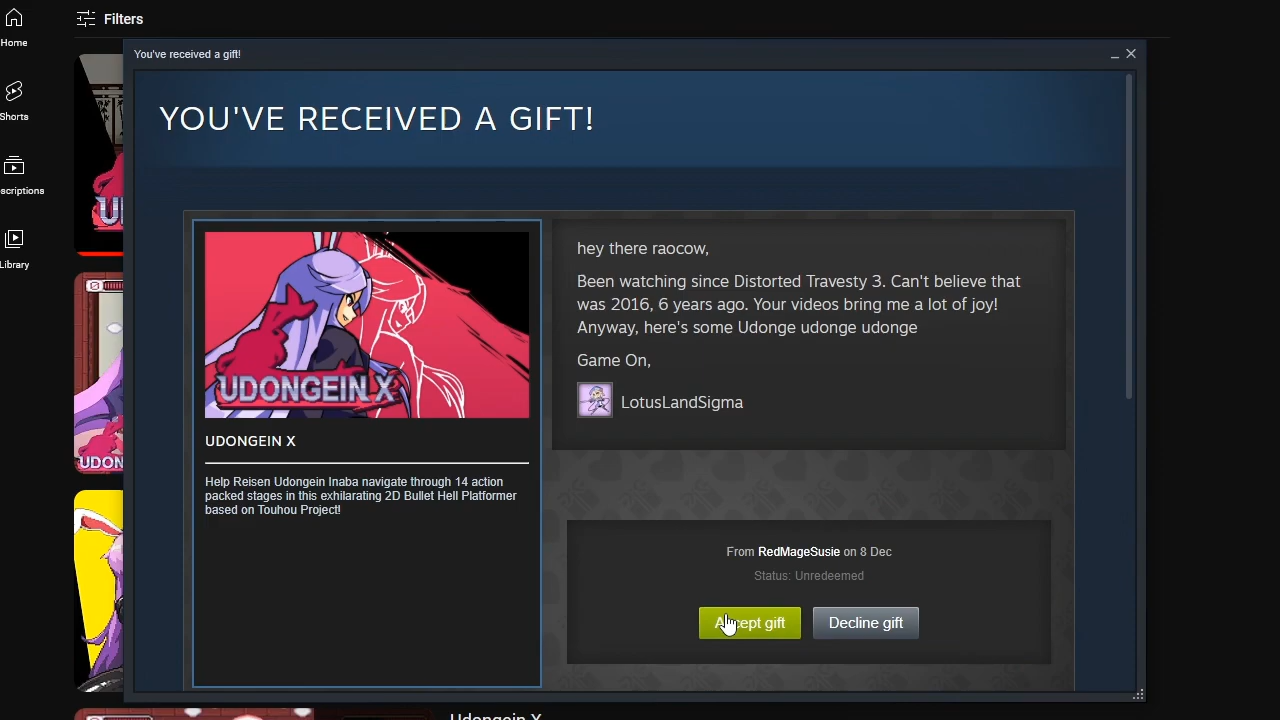 Filters
Home
Shorts
scriptions
Library
You've received a gift!
YOU'VE RECEIVED A GIFT!
UDONGEIN X
UDONGEIN X
Help Reisen Udongein Inaba navigate through 14 action
packed stages in this exhilarating 2D Bullet Hell Platformer
based on Touhou Project!
hey there raocow,
Been watching since Distorted Travesty 3. Can't believe that
was 2016, 6 years ago. Your videos bring me a lot of joy!
Anyway, here's some Udonge udonge udonge
Game On,
LotusLandSigma
From RedMageSusie on 8 Dec
Status: Unredeemed
Accept gift
Decline gift
UDON
Udongein X